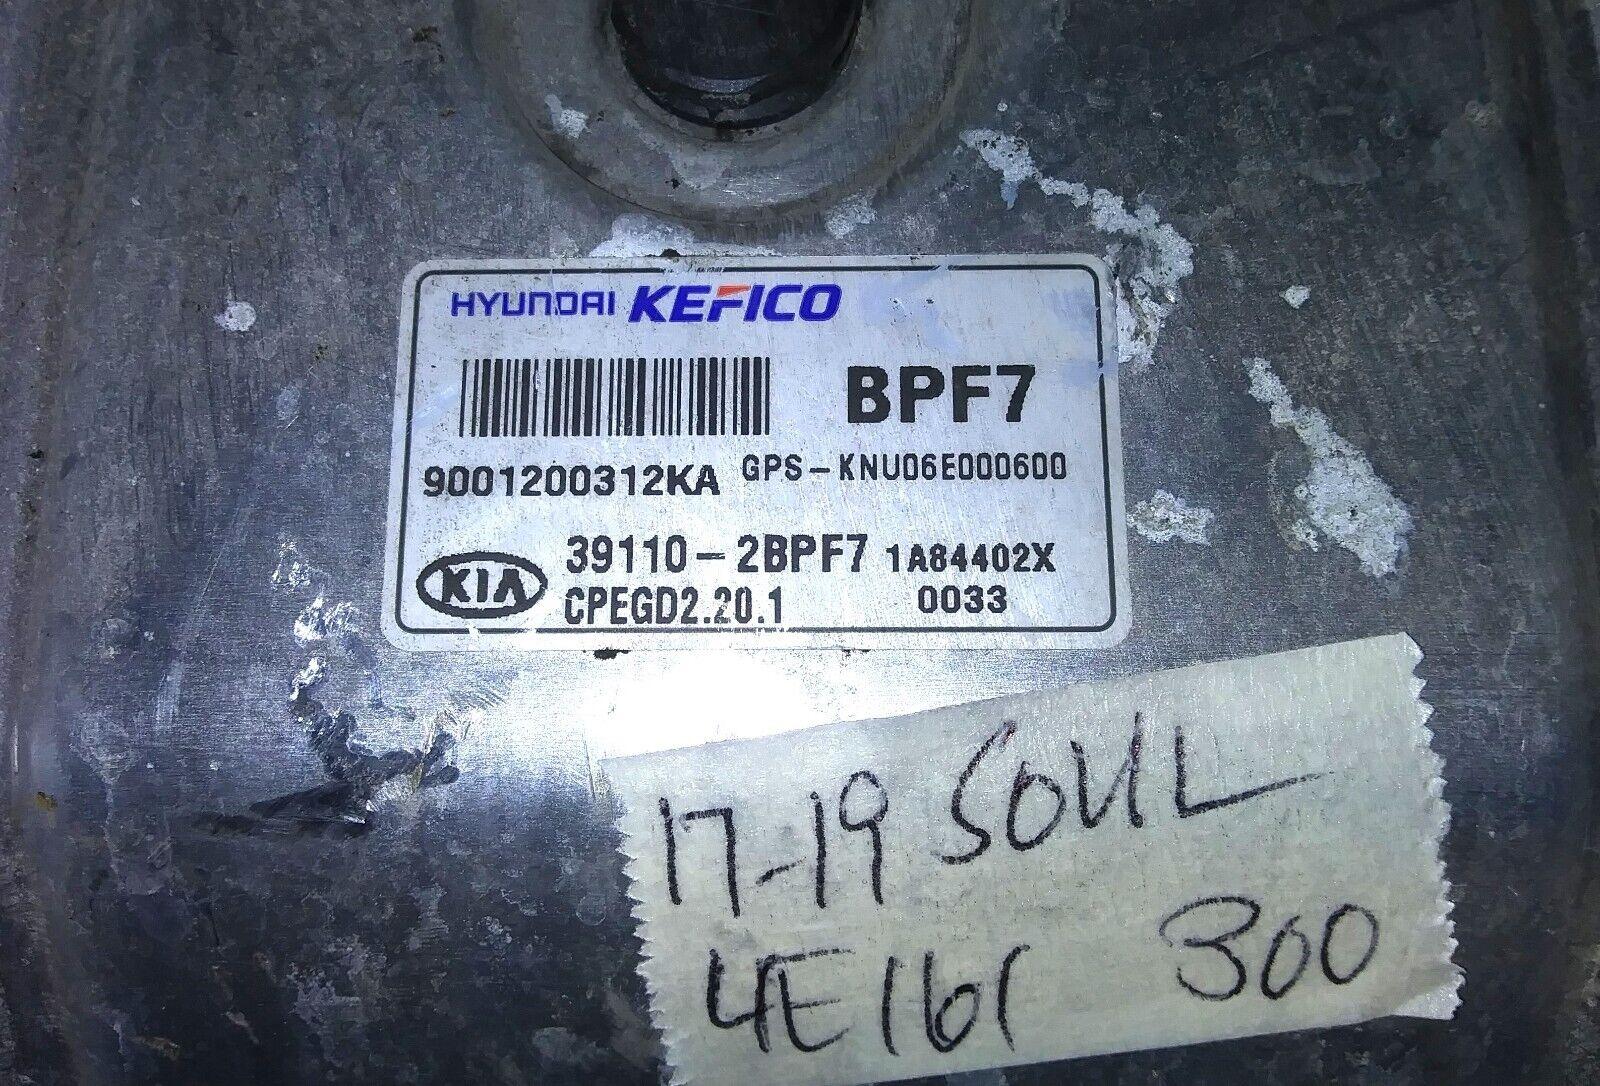 HYUNDAI KEFICO
BPF7
9001200312KA GPS-KNU06E000600
KIA 39110-2BPF7 1A84402X
CPEGD2.20.1 0033
17-19 SOUL
4E161 300